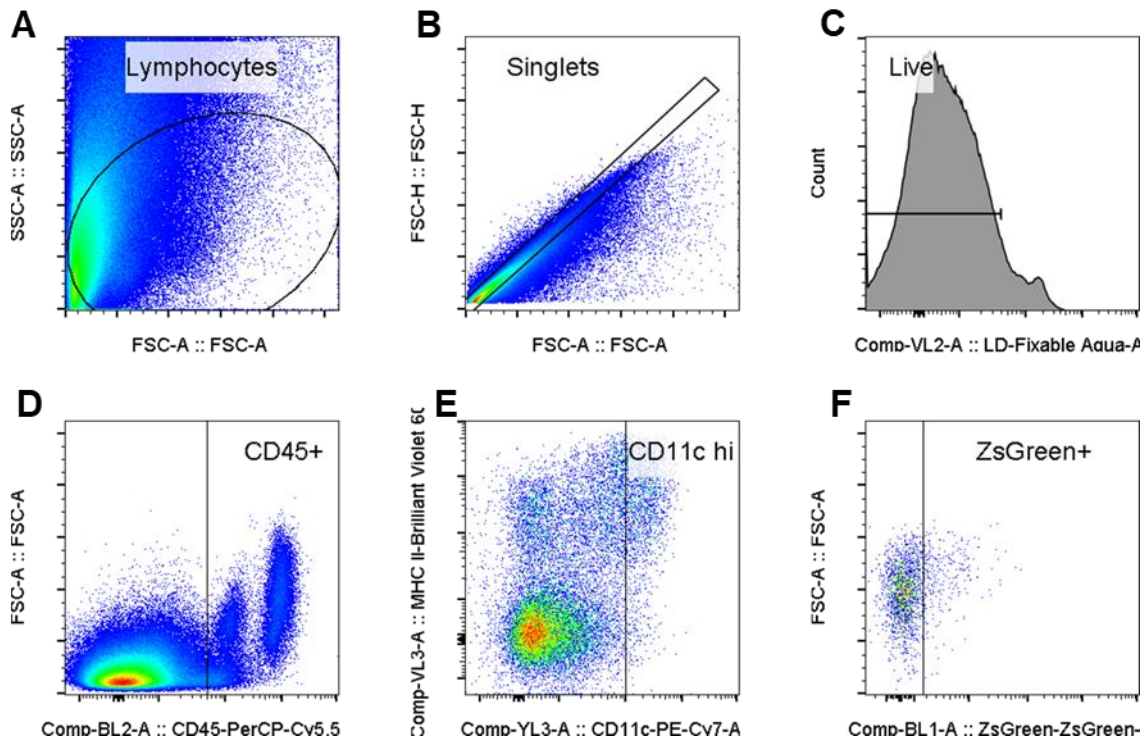 A
Lymphocytes
SSC-A :: SSC-A
FSC-A :: FSC-A
B
Singlets
FSC-H :: FSC-H
FSC-A :: FSC-A
C
Live
Count
Comp-VL2-A :: LD-Fixable Aqua-A
D
CD45+
FSC-A :: FSC-A
Comp-BL2-A :: CD45-PerCP-Cy5.5
E
CD11c hi
Comp-VL3-A :: MHC II-Brilliant Violet 60
Comp-YL3-A :: CD11c-PE-Cy7-A
F
ZsGreen+
FSC-A :: FSC-A
Comp-BL1-A :: ZsGreen-ZsGreen-